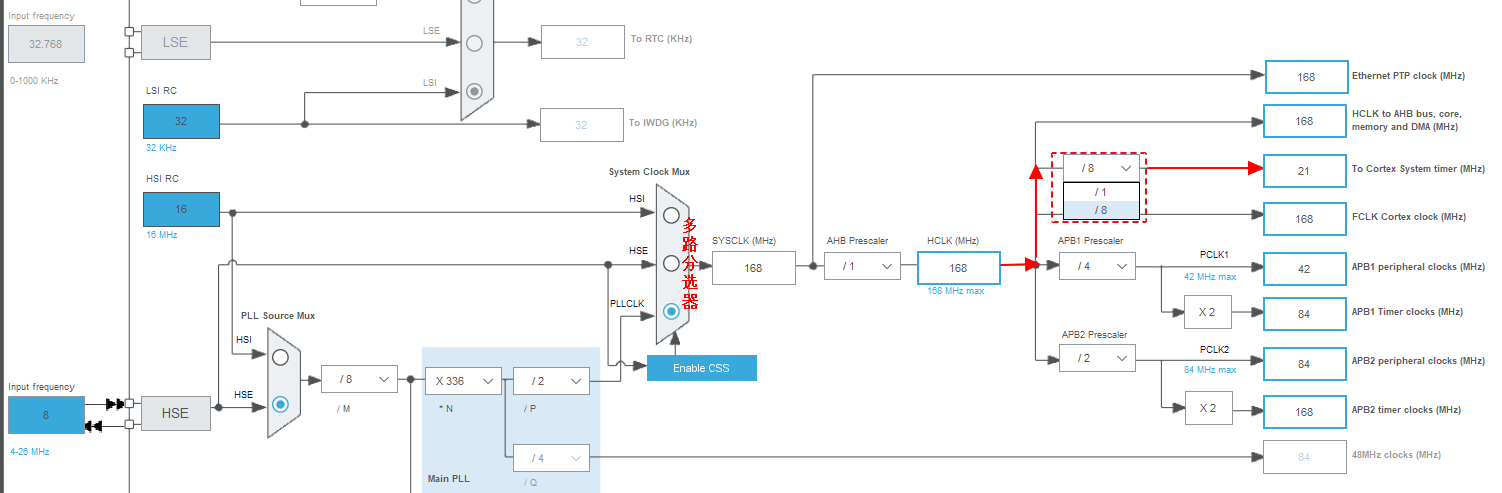 Input frequency
32.768
0-1000 KHz
LSE
LSE
32
To RTC (KHz)
LSI RC
32
32 KHz
LSI
32
To IWDG (KHz)
HSI RC
16
16 MHz
System Clock Mux
HSI
HSE
PLLCLK
多
路
分
选
器
Enable CSS
SYSCLK (MHz)
168
AHB Prescaler
/ 1
HCLK (MHz)
168
168 MHz max
168
Ethernet PTP clock (MHz)
168
HCLK to AHB bus, core,
memory and DMA (MHz)
/ 8
/ 1
/ 8
21
To Cortex System timer (MHz)
168
FCLK Cortex clock (MHz)
APB1 Prescaler
/ 4
PCLK1
42 MHz max
42
APB1 peripheral clocks (MHz)
X 2
84
APB1 Timer clocks (MHz)
APB2 Prescaler
/ 2
PCLK2
84 MHz max
84
APB2 peripheral clocks (MHz)
X 2
168
APB2 timer clocks (MHz)
84
48MHz clocks (MHz)
PLL Source Mux
HSI
HSE
Input frequency
8
4-26 MHz
HSE
/ 8
/ M
X 336
* N
/ 2
/ P
/ 4
/ Q
Main PLL